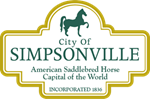 City Of
SIMPSONVILLE
American Saddlebred Horse
Capital of the World
INCORPORATED 1836